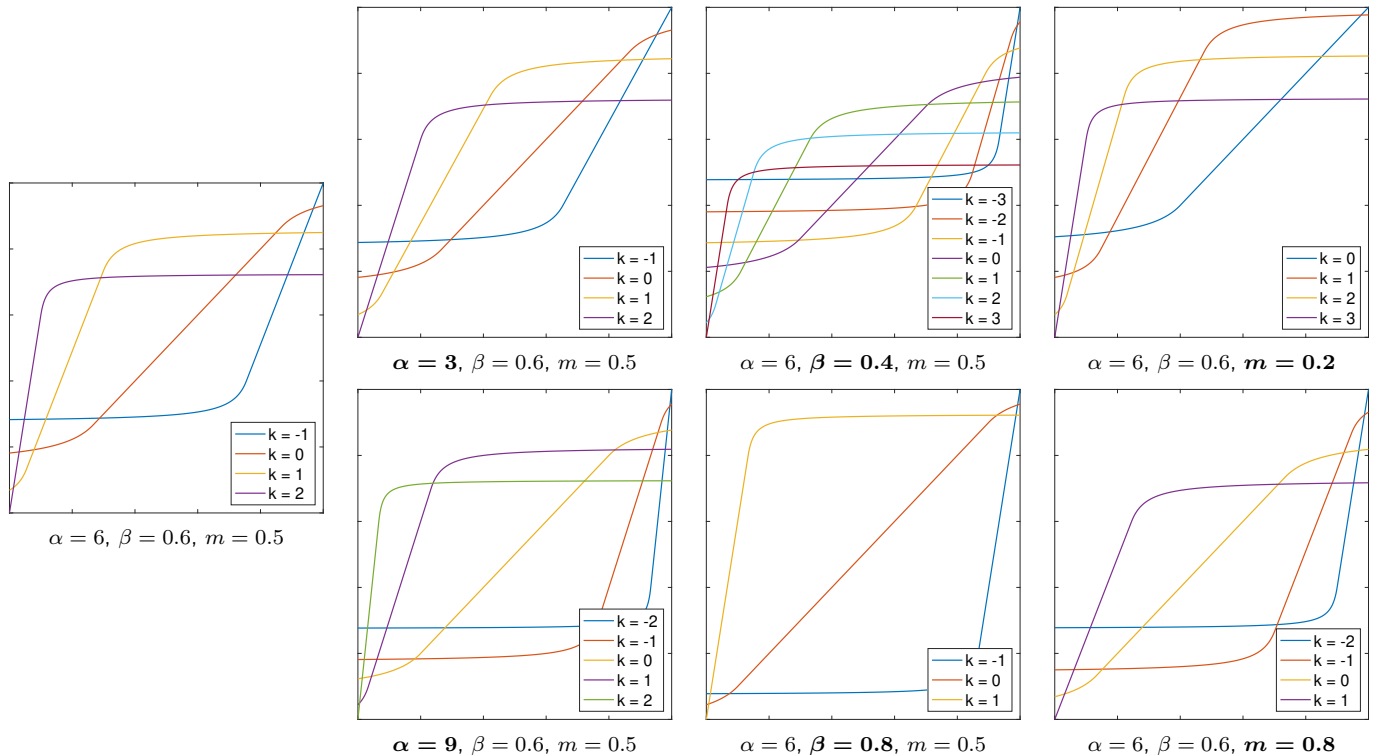 k = -1
k = 0
k = 1
k = 2
α = 6, β = 0.6, m = 0.5
k = -1
k = 0
k = 1
k = 2
α = 3, β = 0.6, m = 0.5
k = -3
k = -2
k = -1
k = 0
k = 1
k = 2
k = 3
α = 6, β = 0.4, m = 0.5
k = 0
k = 1
k = 2
k = 3
α = 6, β = 0.6, m = 0.2
k = -2
k = -1
k = 0
k = 1
k = 2
α = 9, β = 0.6, m = 0.5
k = -1
k = 0
k = 1
α = 6, β = 0.8, m = 0.5
k = -2
k = -1
k = 0
k = 1
α = 6, β = 0.6, m = 0.8